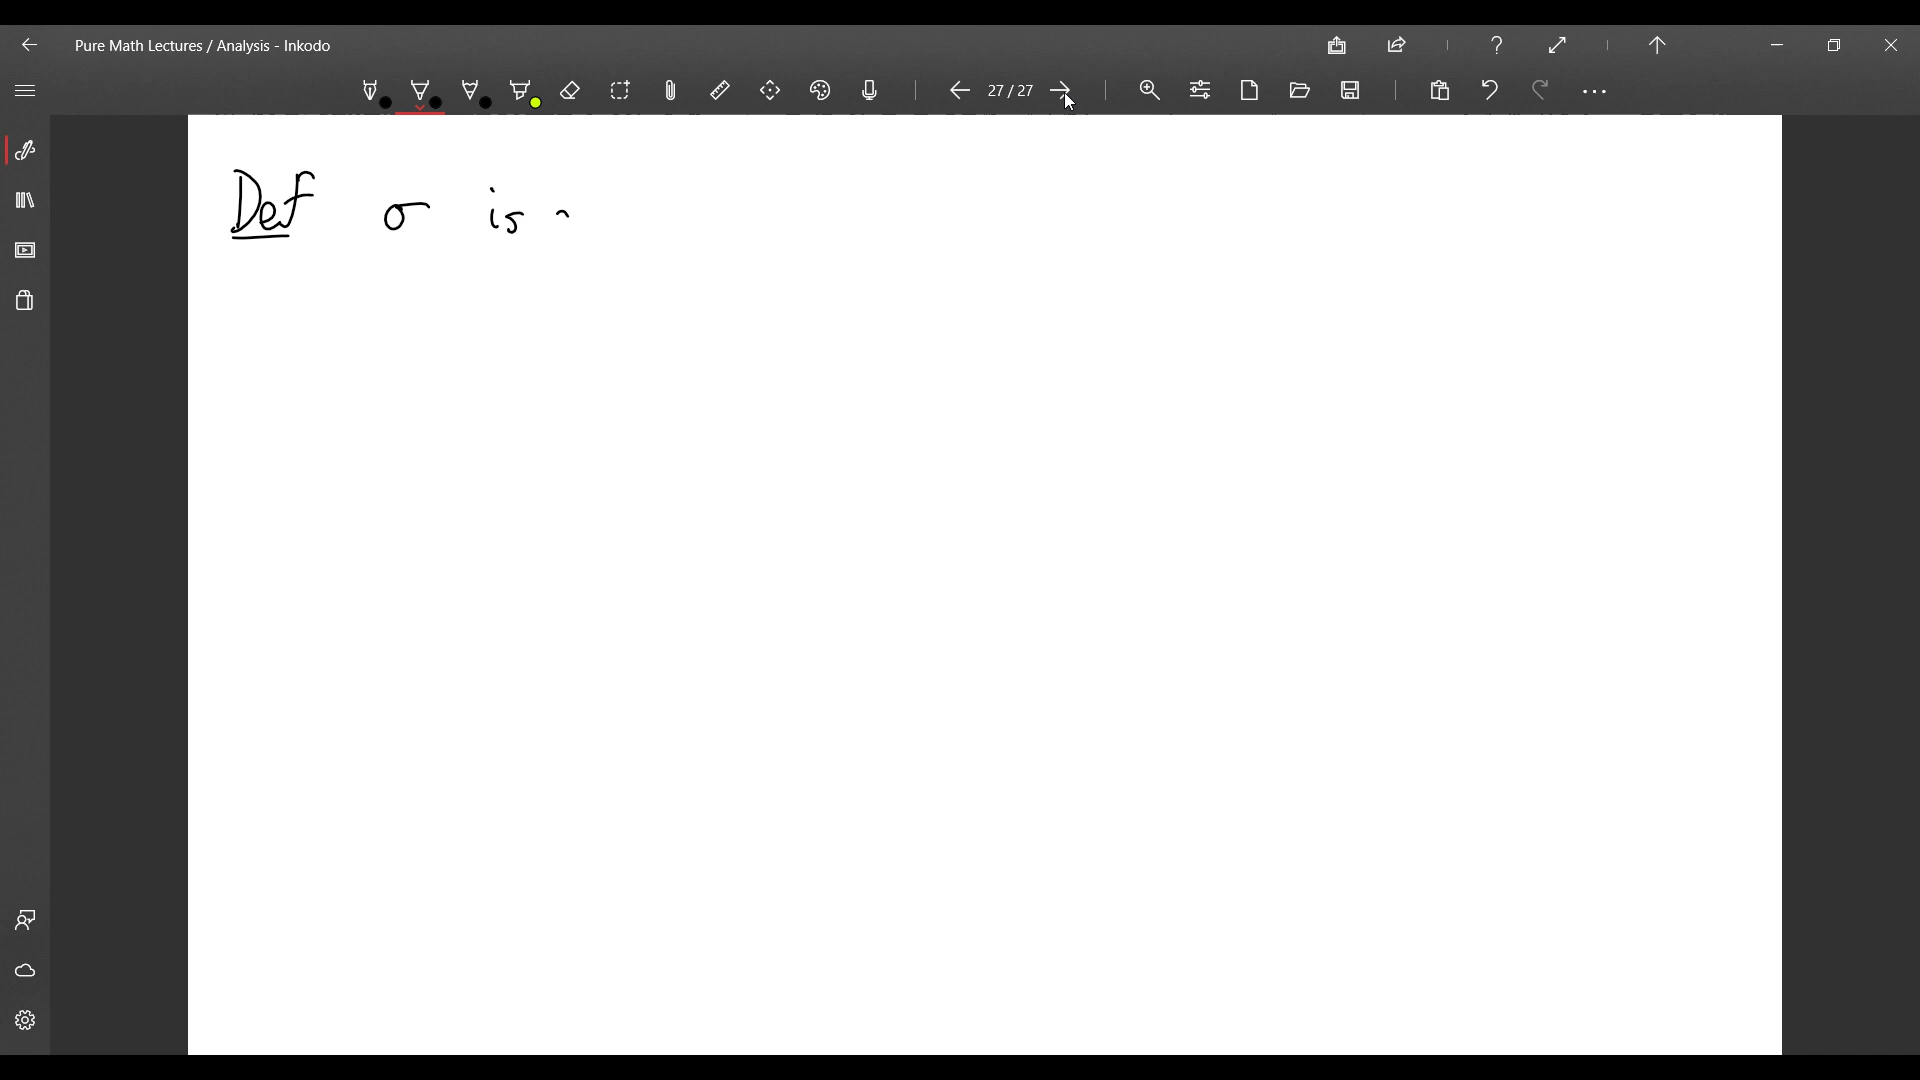 Pure Math Lectures / Analysis - Inkodo
27 / 27
Def σ is